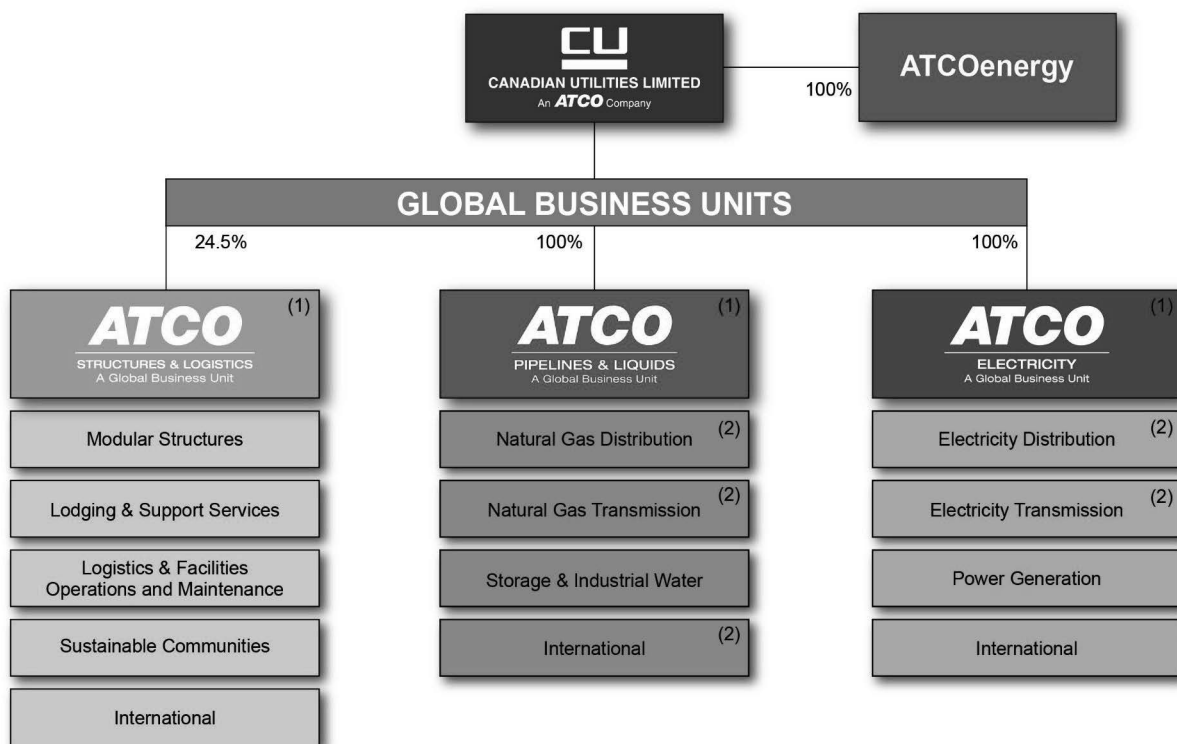 CU
CANADIAN UTILITIES LIMITED
An ATCO Company
ATCOenergy
100%
GLOBAL BUSINESS UNITS
24.5%
100%
100%
ATCO (1)
STRUCTURES & LOGISTICS
A Global Business Unit
Modular Structures
Lodging & Support Services
Logistics & Facilities
Operations and Maintenance
Sustainable Communities
International
ATCO (1)
PIPELINES & LIQUIDS
A Global Business Unit
Natural Gas Distribution (2)
Natural Gas Transmission (2)
Storage & Industrial Water
International (2)
ATCO (1)
ELECTRICITY
A Global Business Unit
Electricity Distribution (2)
Electricity Transmission (2)
Power Generation
International